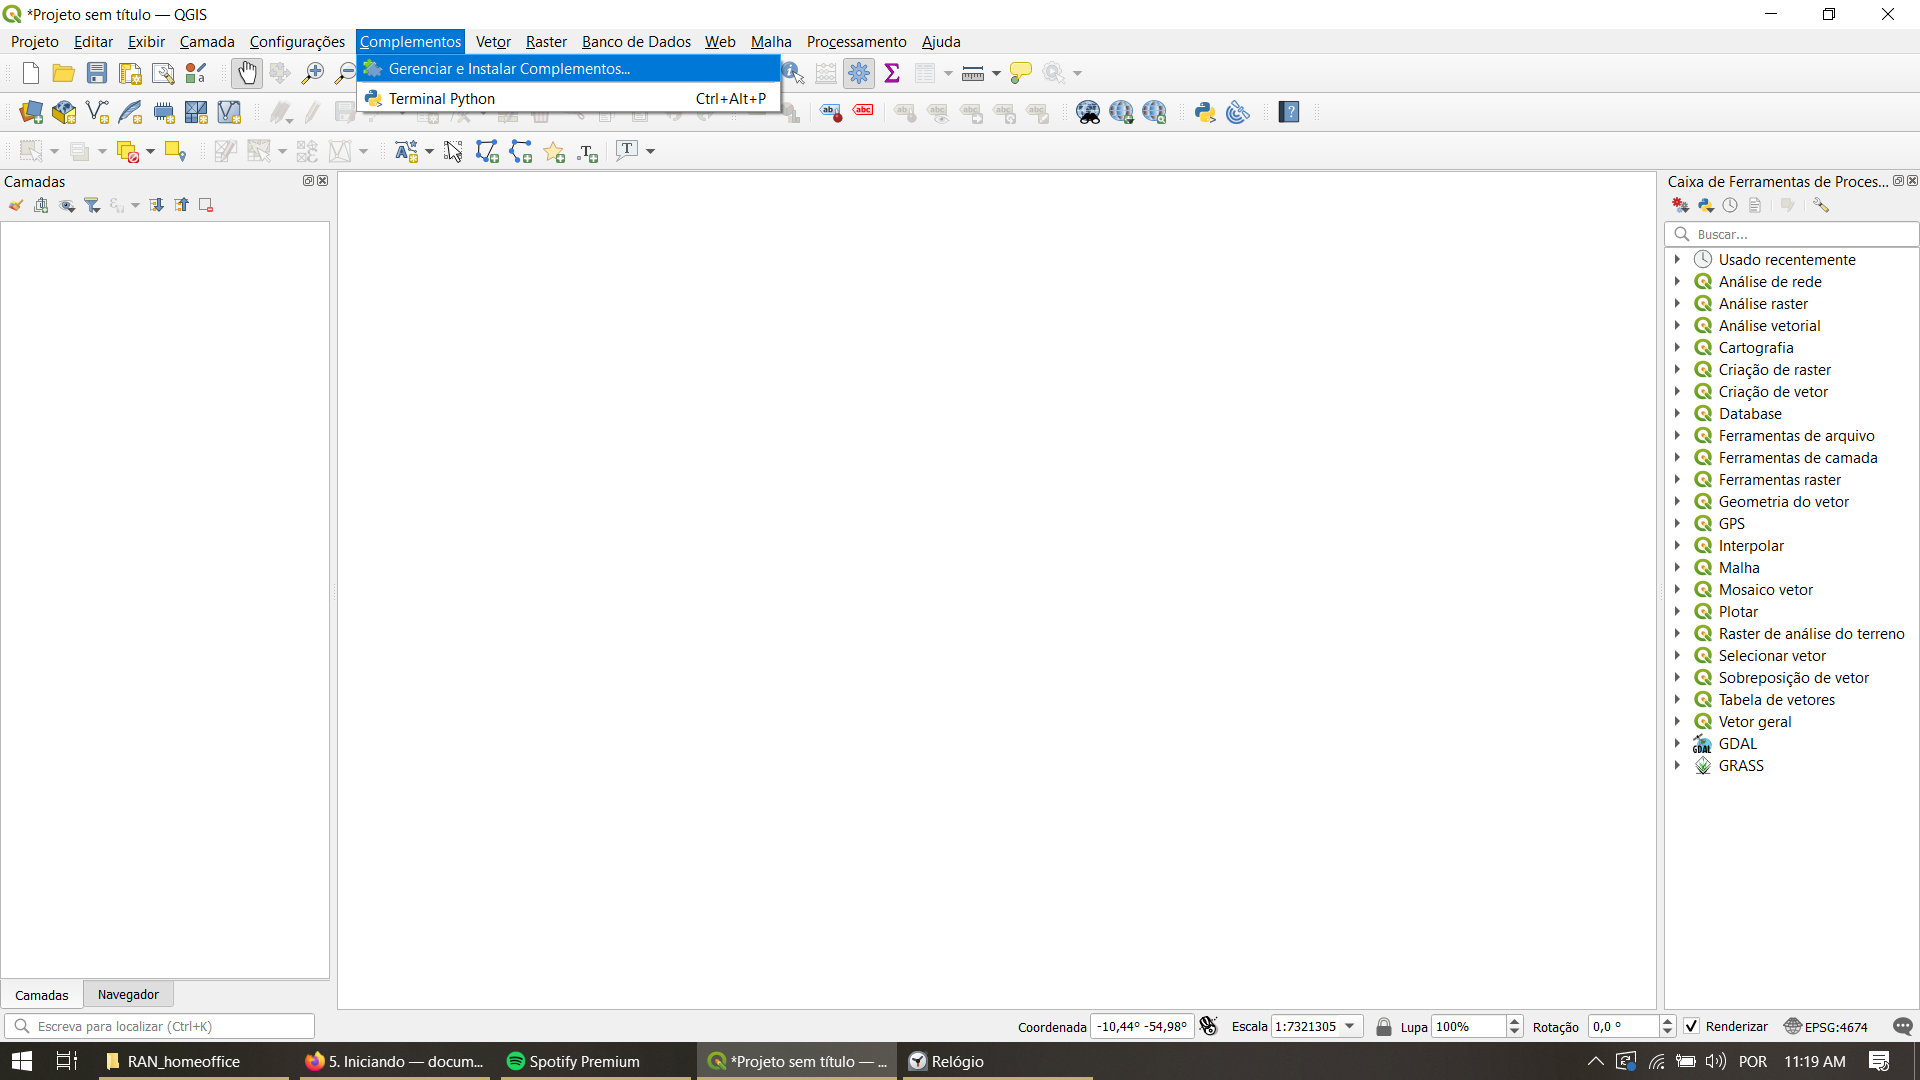 *Projeto sem título — QGIS
Projeto Editar Exibir Camada Configurações Complementos Vetor Raster Banco de Dados Web Malha Processamento Ajuda
Gerenciar e Instalar Complementos...
Terminal Python Ctrl+Alt+P
Camadas
Caixa de Ferramentas de Proces...
Buscar...
Usado recentemente
Análise de rede
Análise raster
Análise vetorial
Cartografia
Criação de raster
Criação de vetor
Database
Ferramentas de arquivo
Ferramentas de camada
Ferramentas raster
Geometria do vetor
GPS
Interpolar
Malha
Mosaico vetor
Plotar
Raster de análise do terreno
Selecionar vetor
Sobreposição de vetor
Tabela de vetores
Vetor geral
GDAL
GRASS
Camadas Navegador
Escreva para localizar (Ctrl+K)
Coordenada -10,44° -54,98° Escala 1:7321305 Lupa 100% Rotação 0,0 ° Renderizar EPSG:4674
RAN_homeoffice 5. Iniciando — docum... Spotify Premium *Projeto sem título — ... Relógio POR 11:19 AM